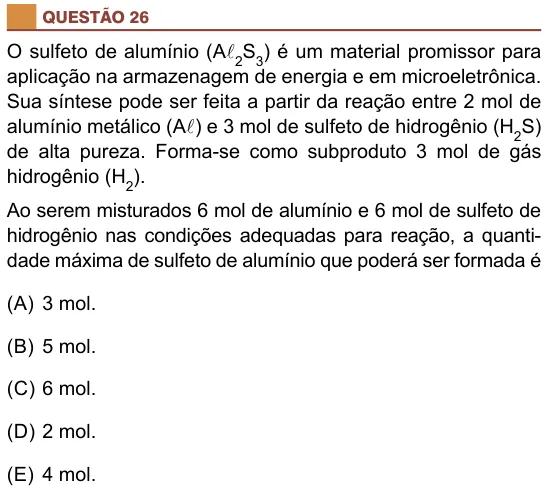 QUESTÃO 26
O sulfeto de alumínio (Aℓ₂S₃) é um material promissor para
aplicação na armazenagem de energia e em microeletrônica.
Sua síntese pode ser feita a partir da reação entre 2 mol de
alumínio metálico (Aℓ) e 3 mol de sulfeto de hidrogênio (H₂S)
de alta pureza. Forma-se como subproduto 3 mol de gás
hidrogênio (H₂).
Ao serem misturados 6 mol de alumínio e 6 mol de sulfeto de
hidrogênio nas condições adequadas para reação, a quanti-
dade máxima de sulfeto de alumínio que poderá ser formada é
(A) 3 mol.
(B) 5 mol.
(C) 6 mol.
(D) 2 mol.
(E) 4 mol.